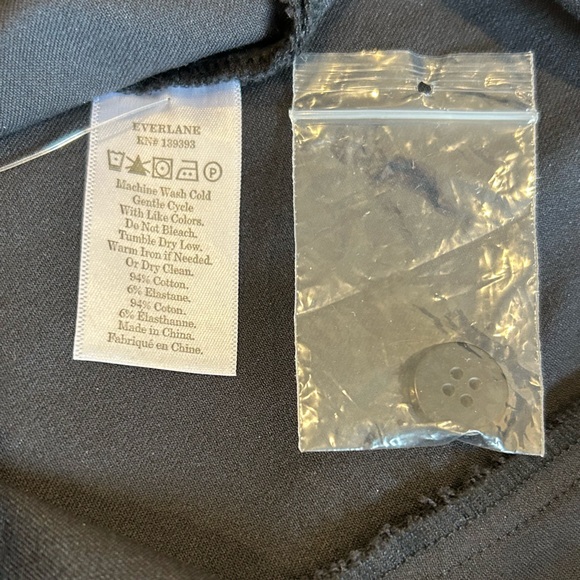 EVERLANE
RN# 139393
P
Machine Wash Cold
Gentle Cycle
With Like Colors.
Do Not Bleach.
Tumble Dry Low.
Warm Iron if Needed.
Or Dry Clean.
94% Cotton.
6% Elastane.
94% Coton.
6% Élasthanne.
Made in China.
Fabriqué en Chine.